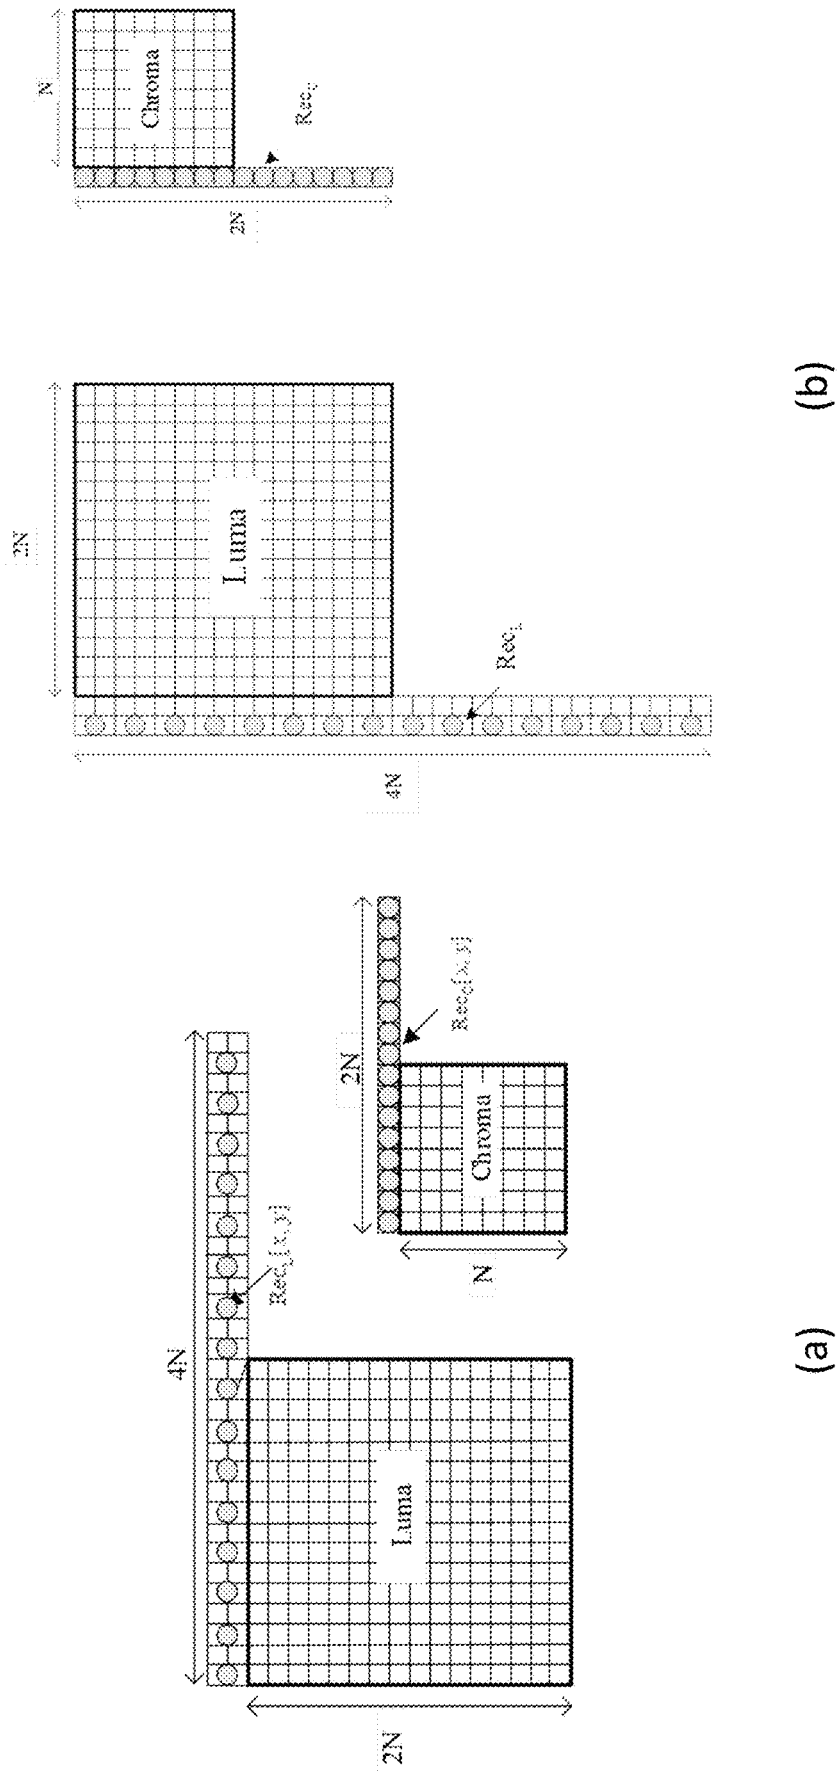 4N
Rec_L[x,y]
2N
Luma
2N
Rec_C[x,y]
N
Chroma
(a)
2N
Luma
Rec_L
4N
N
Chroma
Rec_C
2N
(b)